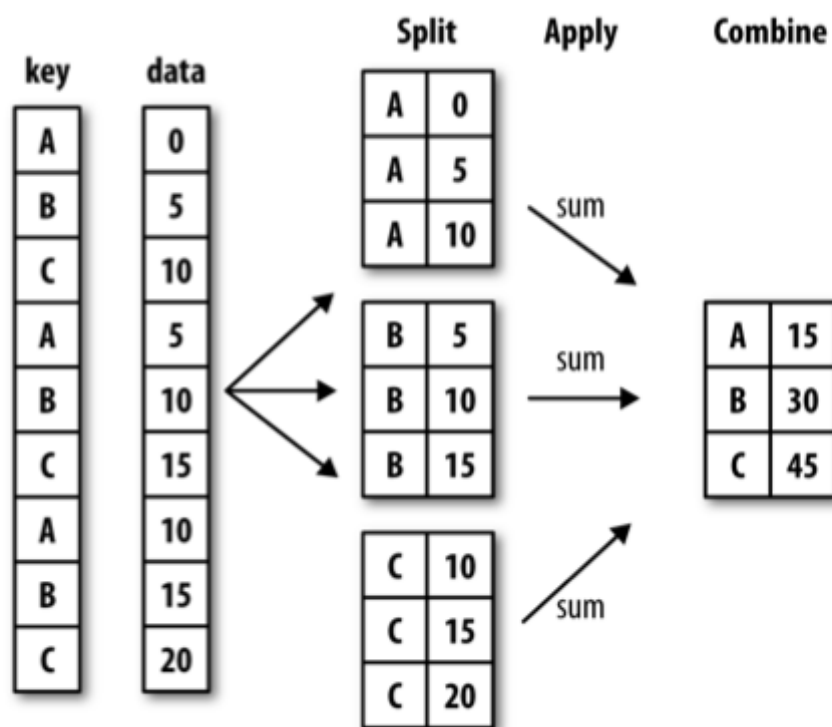 Split Apply Combine
key data
A 0
B 5
C 10
A 5
B 10
C 15
A 10
B 15
C 20
A 0
A 5
A 10
B 5
B 10
B 15
C 10
C 15
C 20
sum
sum
sum
A 15
B 30
C 45